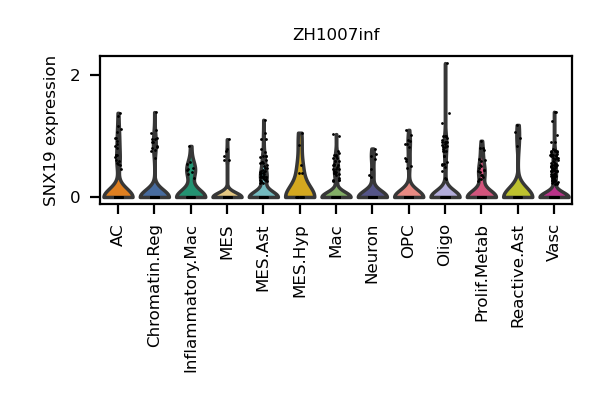 ZH1007inf
SNX19 expression
2
0
AC
Chromatin.Reg
Inflammatory.Mac
MES
MES.Ast
MES.Hyp
Mac
Neuron
OPC
Oligo
Prolif.Metab
Reactive.Ast
Vasc